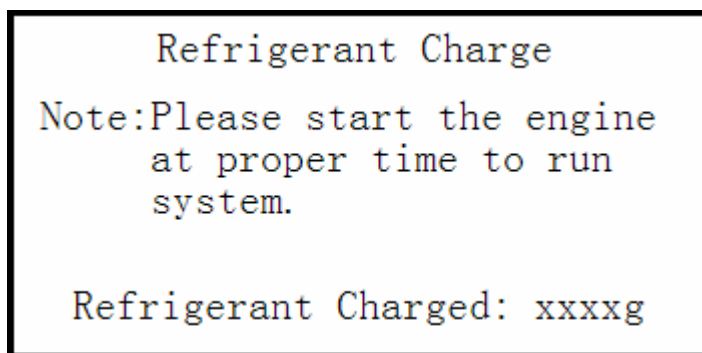 Refrigerant Charge
Note:Please start the engine
at proper time to run
system.
Refrigerant Charged: xxxxg